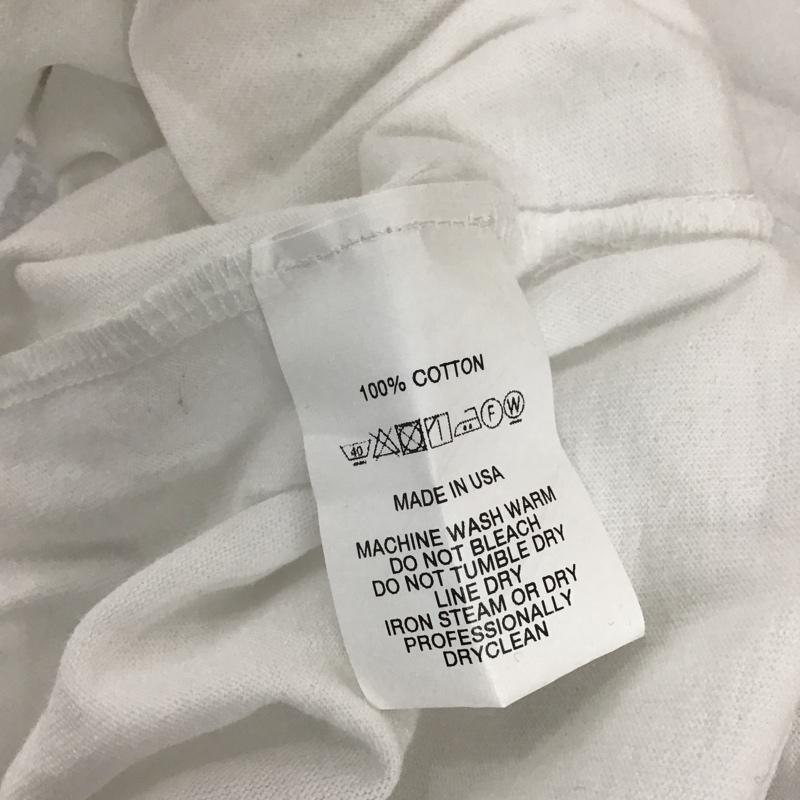 100% COTTON
40 F W
MADE IN USA
MACHINE WASH WARM
DO NOT BLEACH
DO NOT TUMBLE DRY
LINE DRY
IRON STEAM OR DRY
PROFESSIONALLY
DRYCLEAN